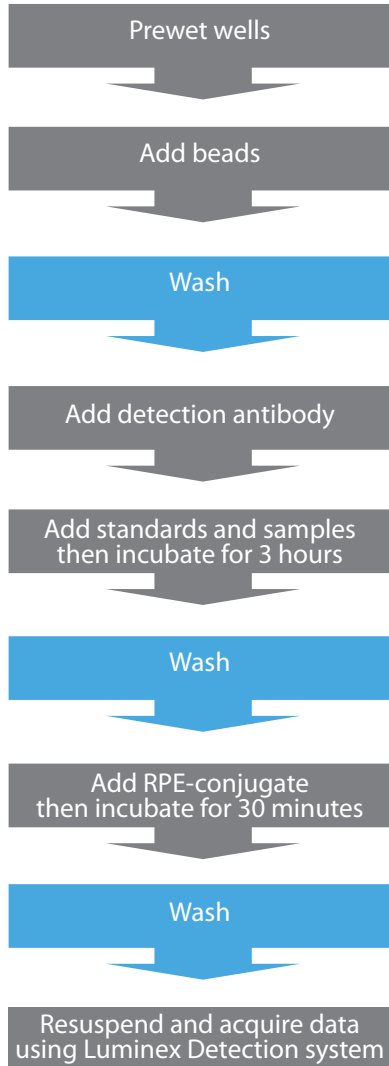 Prewet wells
Add beads
Wash
Add detection antibody
Add standards and samples
then incubate for 3 hours
Wash
Add RPE-conjugate
then incubate for 30 minutes
Wash
Resuspend and acquire data
using Luminex Detection system